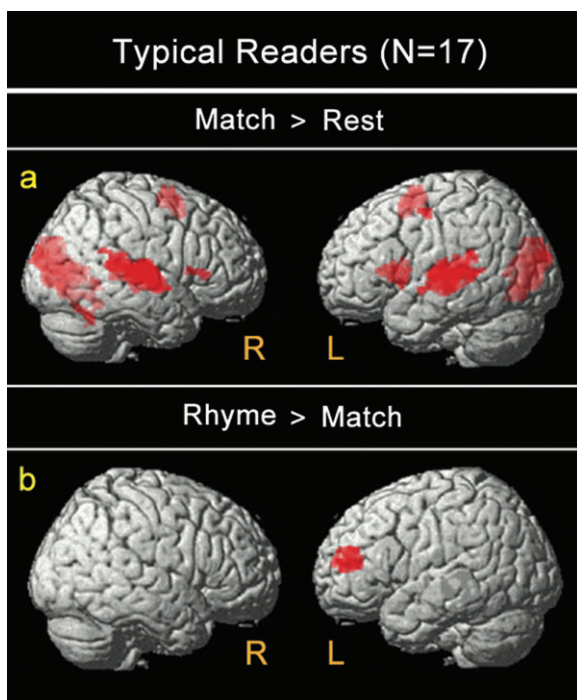 Typical Readers (N=17)
Match > Rest
a
R L
Rhyme > Match
b
R L